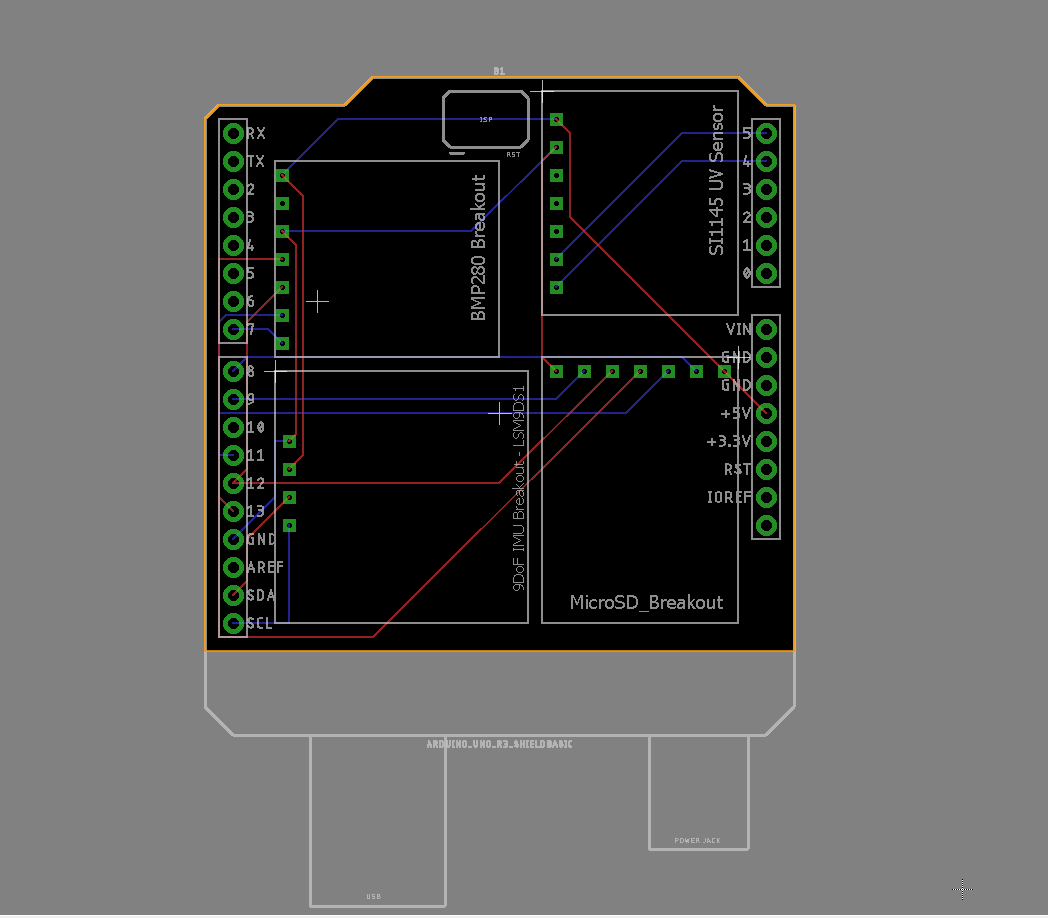 B1
ISP
RST
RX
TX
2
3
4
5
6
7
8
9
10
11
12
13
GND
AREF
SDA
SCL
BMP280 Breakout
9DoF IMU Breakout - LSM9DS1
SI1145 UV Sensor
MicroSD_Breakout
5
4
3
2
1
0
VIN
GND
GND
+5V
+3.3V
RST
IOREF
ARDUINO_UNO_R3_SHIELDBASIC
POWER JACK
USB